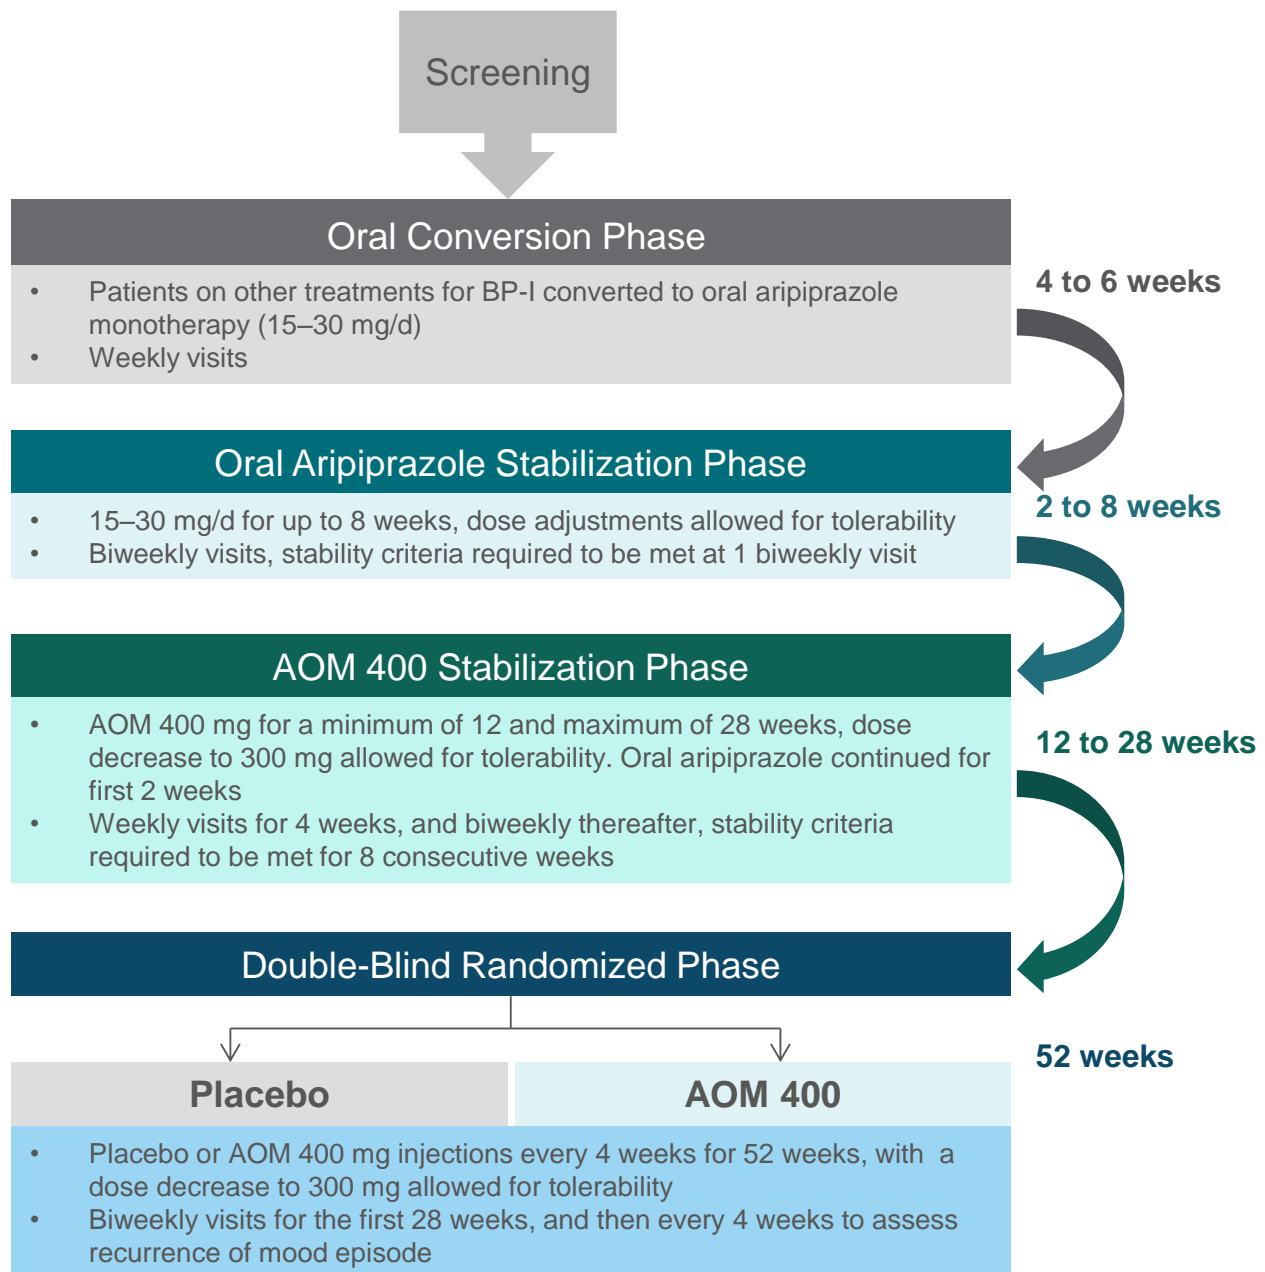 Screening
Oral Conversion Phase
• Patients on other treatments for BP-I converted to oral aripiprazole
monotherapy (15–30 mg/d)
• Weekly visits
4 to 6 weeks
Oral Aripiprazole Stabilization Phase
• 15–30 mg/d for up to 8 weeks, dose adjustments allowed for tolerability
• Biweekly visits, stability criteria required to be met at 1 biweekly visit
2 to 8 weeks
AOM 400 Stabilization Phase
• AOM 400 mg for a minimum of 12 and maximum of 28 weeks, dose
decrease to 300 mg allowed for tolerability. Oral aripiprazole continued for
first 2 weeks
• Weekly visits for 4 weeks, and biweekly thereafter, stability criteria
required to be met for 8 consecutive weeks
12 to 28 weeks
Double-Blind Randomized Phase
52 weeks
Placebo
AOM 400
• Placebo or AOM 400 mg injections every 4 weeks for 52 weeks, with a
dose decrease to 300 mg allowed for tolerability
• Biweekly visits for the first 28 weeks, and then every 4 weeks to assess
recurrence of mood episode